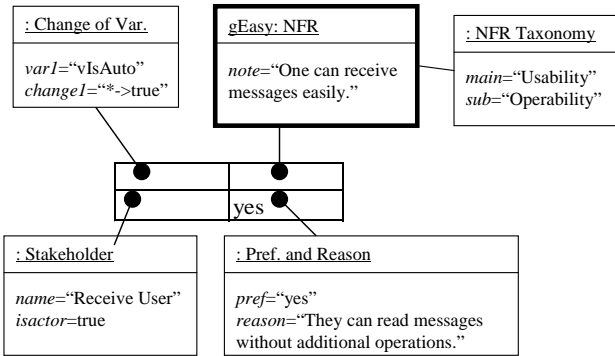 : Change of Var.
var1=“vIsAuto”
change1=“*->true”
gEasy: NFR
note=“One can receive
messages easily.”
: NFR Taxonomy
main=“Usability”
sub=“Operability”
yes
: Stakeholder
name=“Receive User”
isactor=true
: Pref. and Reason
pref=“yes”
reason=“They can read messages
without additional operations.”